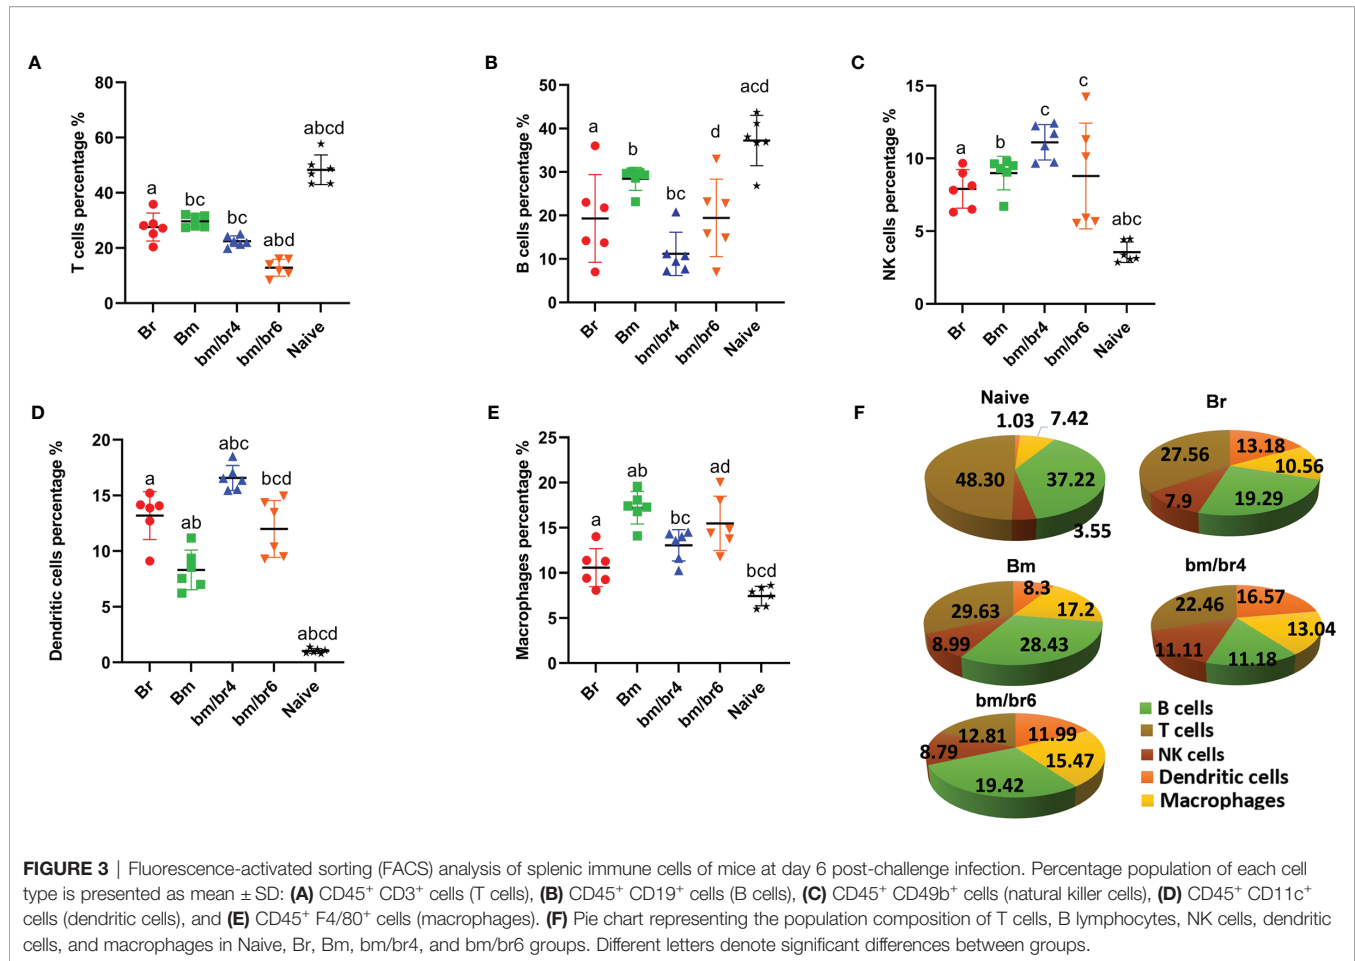 A
T cells percentage %
80
60
40
20
0
a
bc
bc
abd
abcd
Br
Bm
bm/br4
bm/br6
Naive
B
B cells percentage %
50
40
30
20
10
0
a
b
bc
d
acd
Br
Bm
bm/br4
bm/br6
Naive
C
NK cells percentage %
15
10
5
0
a
b
c
c
abc
Br
Bm
bm/br4
bm/br6
Naive
D
Dendritic cells percentage %
20
15
10
5
0
a
ab
abc
bcd
abcd
Br
Bm
bm/br4
bm/br6
Naive
E
Macrophages percentage %
25
20
15
10
5
0
a
ab
bc
ad
bcd
Br
Bm
bm/br4
bm/br6
Naive
F
Naive
1.03
7.42
48.30
37.22
3.55
Br
27.56
13.18
10.56
7.9
19.29
Bm
8.3
29.63
17.2
8.99
28.43
bm/br4
22.46
16.57
13.04
11.11
11.18
bm/br6
12.81
11.99
8.79
15.47
19.42
B cells
T cells
NK cells
Dendritic cells
Macrophages
FIGURE 3 | Fluorescence-activated sorting (FACS) analysis of splenic immune cells of mice at day 6 post-challenge infection. Percentage population of each cell
type is presented as mean ± SD: (A) CD45⁺ CD3⁺ cells (T cells), (B) CD45⁺ CD19⁺ cells (B cells), (C) CD45⁺ CD49b⁺ cells (natural killer cells), (D) CD45⁺ CD11c⁺
cells (dendritic cells), and (E) CD45⁺ F4/80⁺ cells (macrophages). (F) Pie chart representing the population composition of T cells, B lymphocytes, NK cells, dendritic
cells, and macrophages in Naive, Br, Bm, bm/br4, and bm/br6 groups. Different letters denote significant differences between groups.